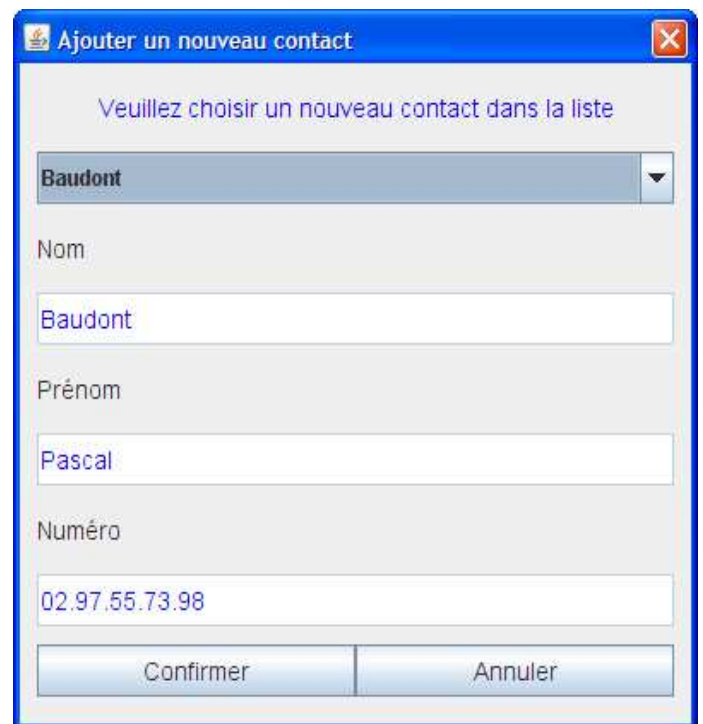 Ajouter un nouveau contact
Veuillez choisir un nouveau contact dans la liste
Baudont
Nom
Baudont
Prénom
Pascal
Numéro
02.97.55.73.98
Confirmer Annuler